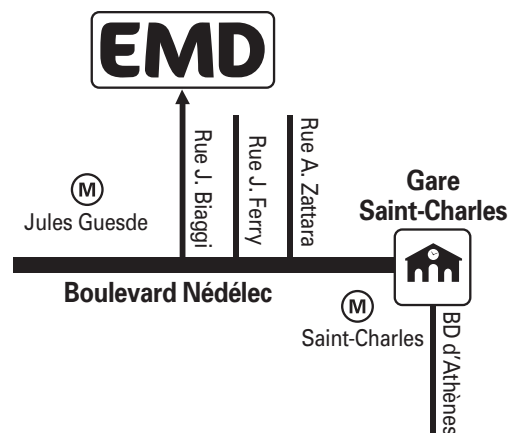 EMD
Rue J. Biaggi
Rue J. Ferry
Rue A. Zattara
Gare
Saint-Charles
M
Jules Guesde
Boulevard Nédélec
M
Saint-Charles
BD d'Athènes